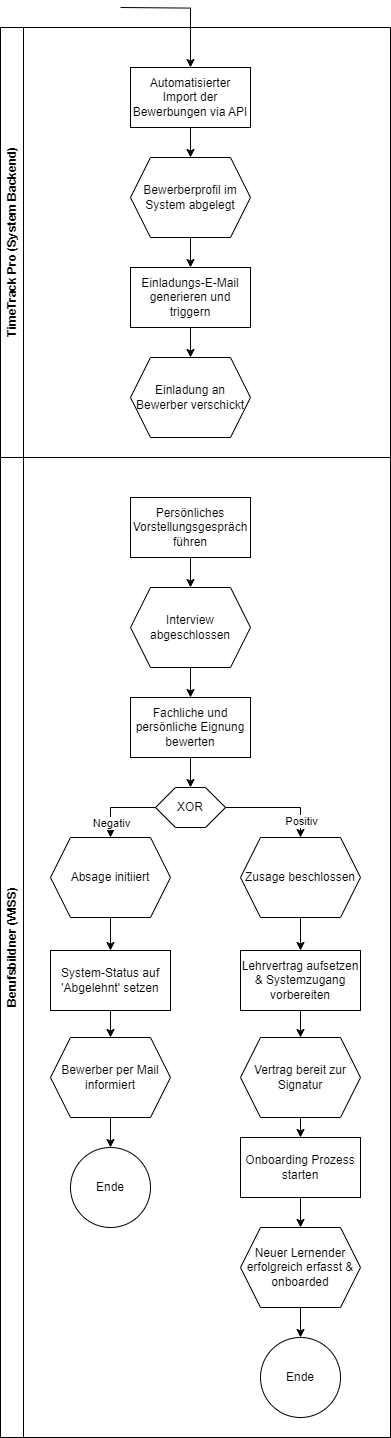 TimeTrack Pro (System Backend)
Automatisierter
Import der
Bewerbungen via API
Bewerberprofil im
System abgelegt
Einladungs-E-Mail
generieren und
triggern
Einladung an
Bewerber verschickt
Berufsbildner (WISS)
Persönliches
Vorstellungsgespräch
führen
Interview
abgeschlossen
Fachliche und
persönliche Eignung
bewerten
XOR
Negativ
Positiv
Absage initiiert
Zusage beschlossen
System-Status auf
'Abgelehnt' setzen
Lehrvertrag aufsetzen
& Systemzugang
vorbereiten
Bewerber per Mail
informiert
Vertrag bereit zur
Signatur
Ende
Onboarding Prozess
starten
Neuer Lernender
erfolgreich erfasst &
onboarded
Ende